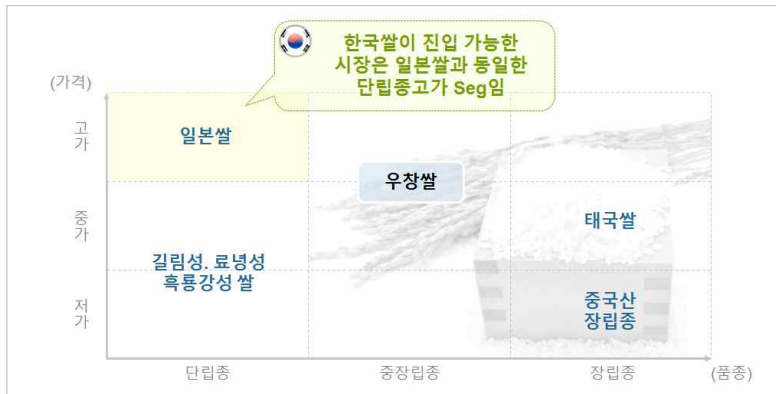 한국쌀이 진입 가능한
시장은 일본쌀과 동일한
단립종고가 Seg임
(가격)
고가
일본쌀
우창쌀
중가
태국쌀
길림성. 료녕성
흑룡강성 쌀
저가
중국산
장립종
단립종
중장립종
장립종
(품종)